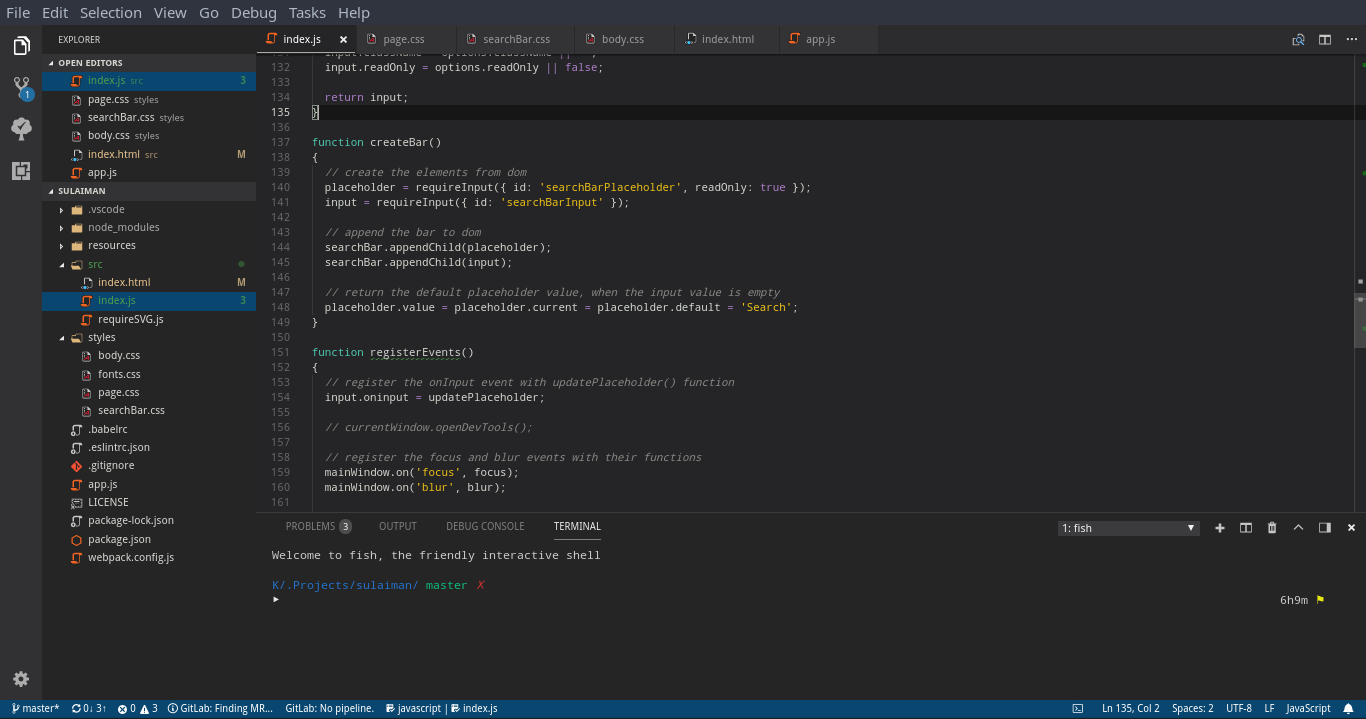 File Edit Selection View Go Debug Tasks Help
EXPLORER
OPEN EDITORS
index.js src 3
page.css styles
searchBar.css styles
body.css styles
index.html src M
app.js
SULAIMAN
.vscode
node_modules
resources
src
index.html M
index.js 3
requireSVG.js
styles
body.css
fonts.css
page.css
searchBar.css
.babelrc
.eslintrc.json
.gitignore
app.js
LICENSE
package-lock.json
package.json
webpack.config.js
1
index.js page.css searchBar.css body.css index.html app.js
132 input.readOnly = options.readOnly || false;
133
134 return input;
135 }
136
137 function createBar()
138 {
139 // create the elements from dom
140 placeholder = requireInput({ id: 'searchBarPlaceholder', readOnly: true });
141 input = requireInput({ id: 'searchBarInput' });
142
143 // append the bar to dom
144 searchBar.appendChild(placeholder);
145 searchBar.appendChild(input);
146
147 // return the default placeholder value, when the input value is empty
148 placeholder.value = placeholder.current = placeholder.default = 'Search';
149 }
150
151 function registerEvents()
152 {
153 // register the onInput event with updatePlaceholder() function
154 input.oninput = updatePlaceholder;
155
156 // currentWindow.openDevTools();
157
158 // register the focus and blur events with their functions
159 mainWindow.on('focus', focus);
160 mainWindow.on('blur', blur);
161
PROBLEMS 3 OUTPUT DEBUG CONSOLE TERMINAL 1: fish
Welcome to fish, the friendly interactive shell
K/.Projects/sulaiman/ master ✗
6h9m
master* 0↓ 3↑ 0 3 GitLab: Finding MR... GitLab: No pipeline. javascript | index.js Ln 135, Col 2 Spaces: 2 UTF-8 LF JavaScript